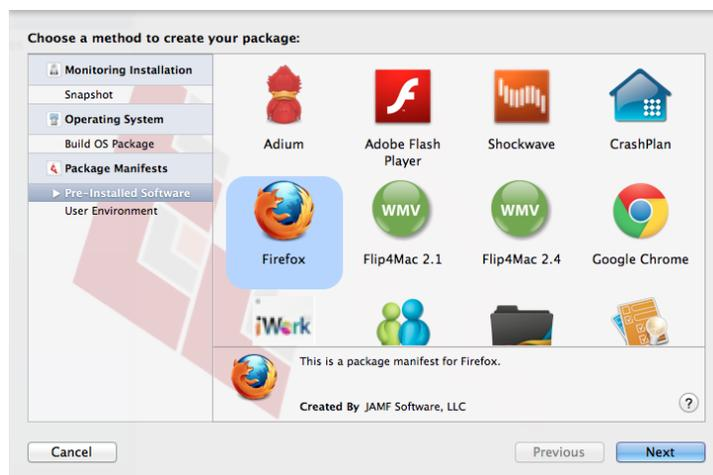 Choose a method to create your package:
Monitoring Installation
Snapshot
Operating System
Build OS Package
Package Manifests
Pre-Installed Software
User Environment
Adium
Adobe Flash
Player
Shockwave
CrashPlan
WMV
WMV
Firefox
Flip4Mac 2.1
Flip4Mac 2.4
Google Chrome
iWork
This is a package manifest for Firefox.
Created By JAMF Software, LLC
?
Cancel
Previous
Next